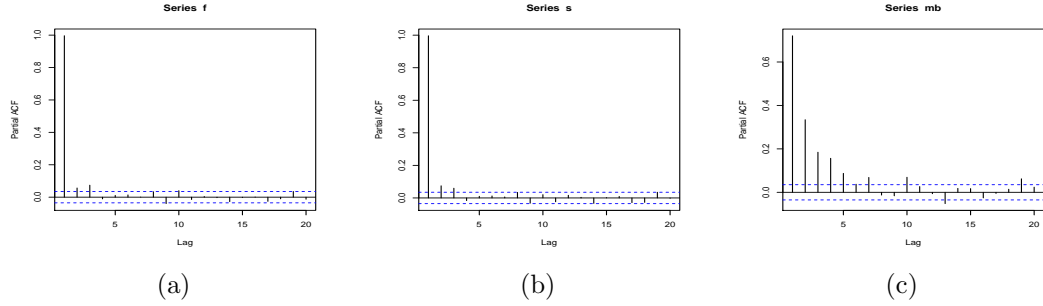 Series f
Partial ACF
0.0 0.2 0.4 0.6 0.8 1.0
5 10 15 20
Lag
(a)
Series s
Partial ACF
0.0 0.2 0.4 0.6 0.8 1.0
5 10 15 20
Lag
(b)
Series mb
Partial ACF
0.0 0.2 0.4 0.6
5 10 15 20
Lag
(c)